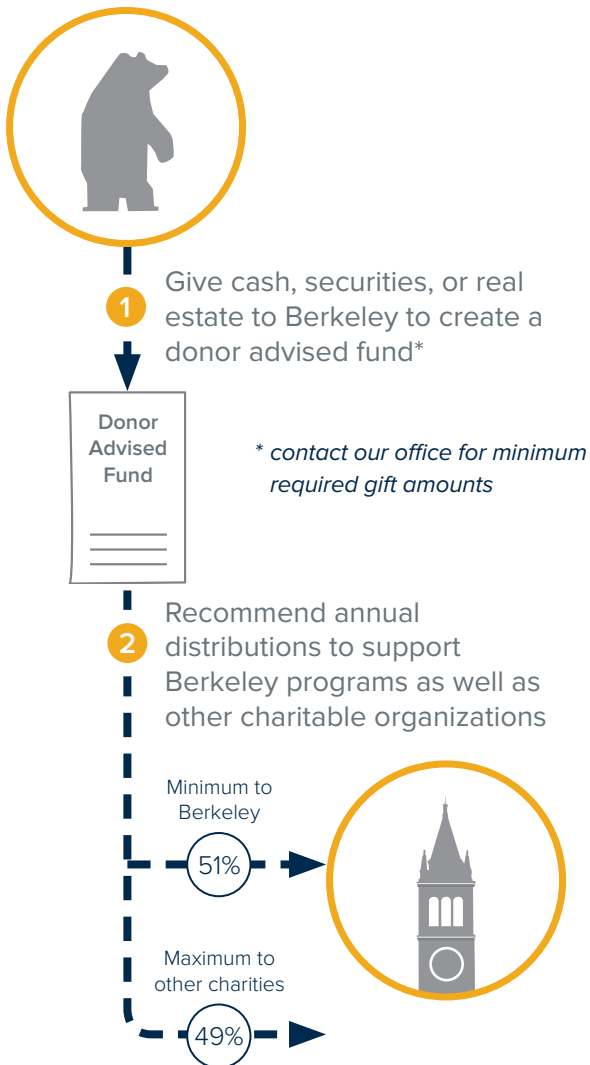 1
Give cash, securities, or real
estate to Berkeley to create a
donor advised fund*
Donor
Advised
Fund
* contact our office for minimum
required gift amounts
2
Recommend annual
distributions to support
Berkeley programs as well as
other charitable organizations
Minimum to
Berkeley
51%
Maximum to
other charities
49%